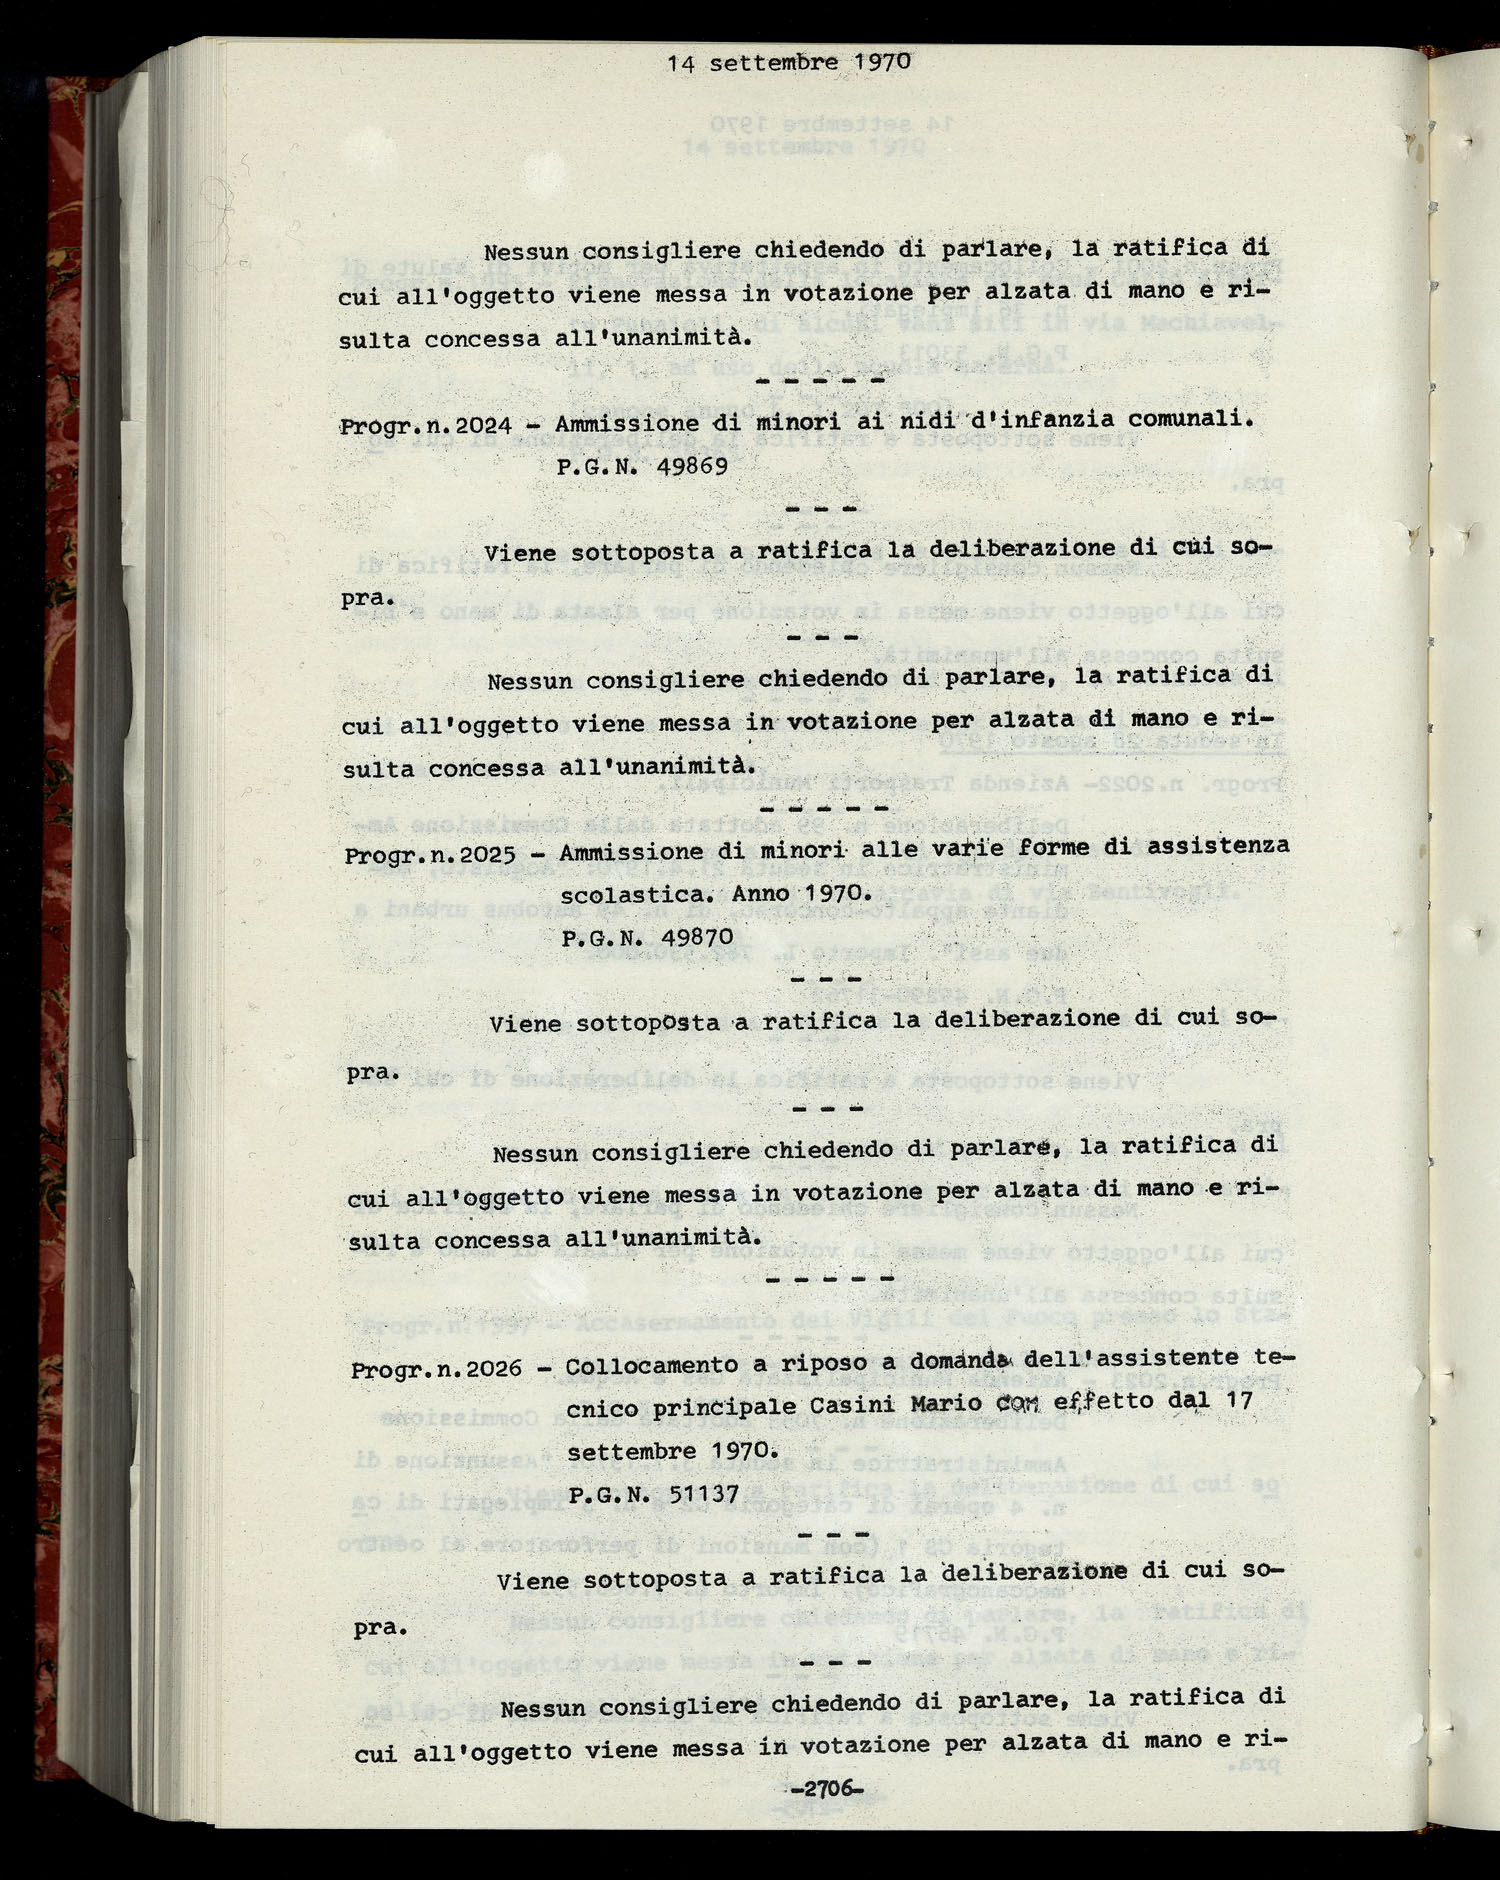 14 settembre 1970
Nessun consigliere chiedendo di parlare, la ratifica di
cui all'oggetto viene messa in votazione per alzata di mano e ri-
sulta concessa all'unanimità.
- - - - -
Progr.n.2024 - Ammissione di minori ai nidi d'infanzia comunali.
P.G.N. 49869
- - -
Viene sottoposta a ratifica la deliberazione di cui so-
pra.
- - -
Nessun consigliere chiedendo di parlare, la ratifica di
cui all'oggetto viene messa in votazione per alzata di mano e ri-
sulta concessa all'unanimità.
- - - - -
Progr.n.2025 - Ammissione di minori alle varie forme di assistenza
scolastica. Anno 1970.
P.G.N. 49870
- - -
Viene sottoposta a ratifica la deliberazione di cui so-
pra.
- - -
Nessun consigliere chiedendo di parlare, la ratifica di
cui all'oggetto viene messa in votazione per alzata di mano e ri-
sulta concessa all'unanimità.
- - - - -
Progr.n.2026 - Collocamento a riposo a domanda dell'assistente te-
cnico principale Casini Mario con effetto dal 17
settembre 1970.
P.G.N. 51137
- - -
Viene sottoposta a ratifica la deliberazione di cui so-
pra.
- - -
Nessun consigliere chiedendo di parlare, la ratifica di
cui all'oggetto viene messa in votazione per alzata di mano e ri-
-2706-